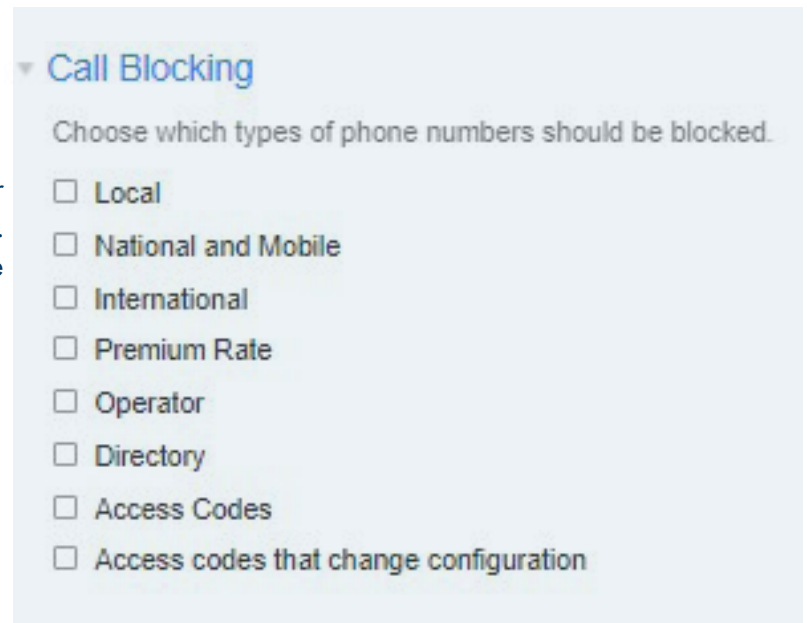 Call Blocking
Choose which types of phone numbers should be blocked.
Local
National and Mobile
International
Premium Rate
Operator
Directory
Access Codes
Access codes that change configuration